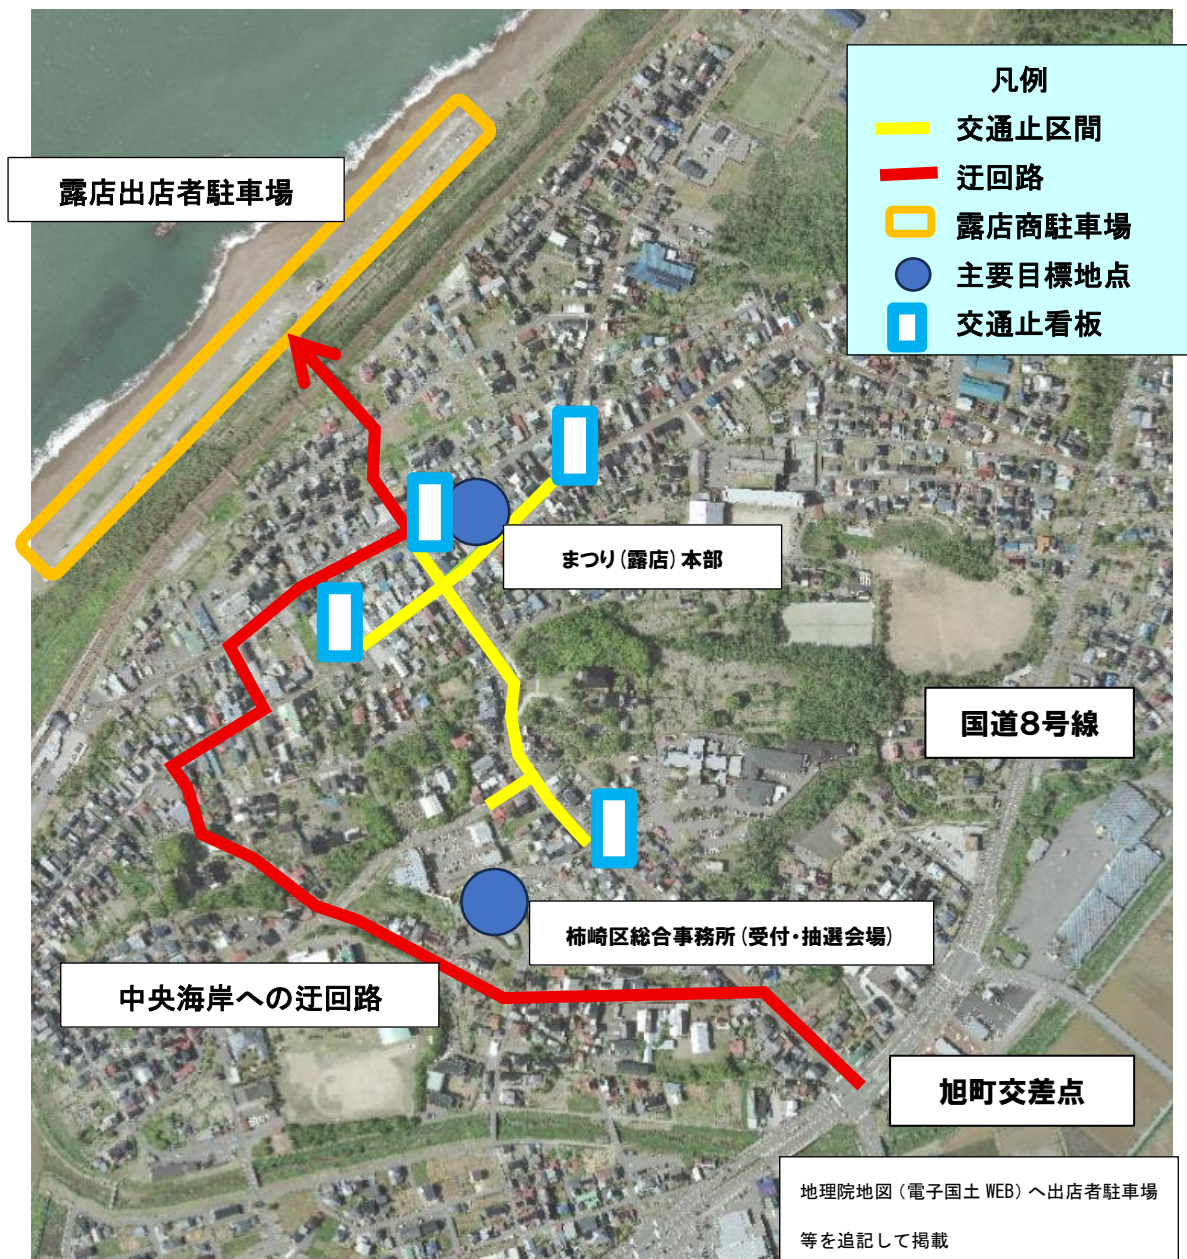 凡例
交通止区間
迂回路
露店商駐車場
主要目標地点
交通止看板
露店出店者駐車場
まつり（露店）本部
国道8号線
柿崎区総合事務所（受付・抽選会場）
中央海岸への迂回路
旭町交差点
地理院地図（電子国土 WEB）へ出店者駐車場
等を追記して掲載